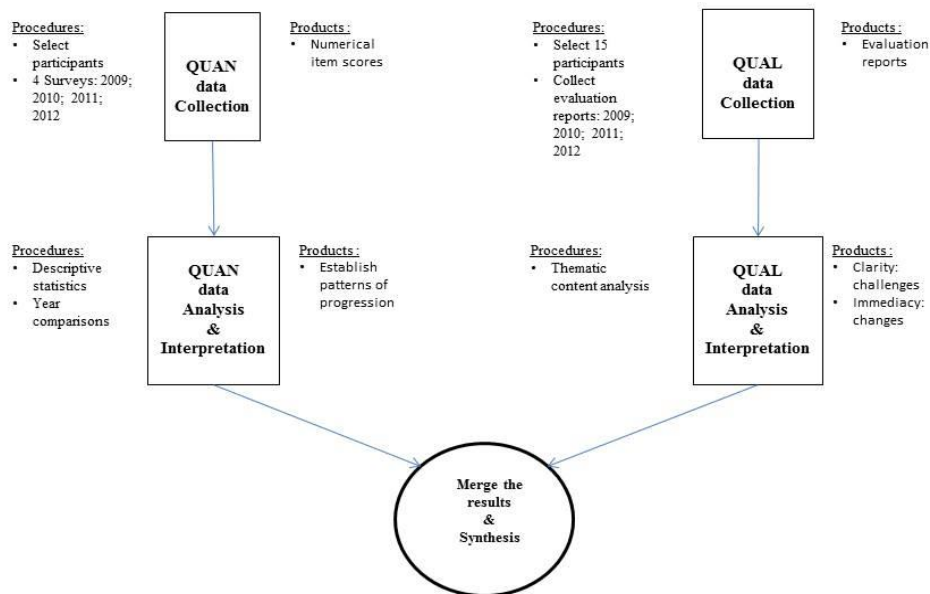 Procedures:
• Select
participants
• 4 Surveys: 2009;
2010; 2011;
2012
QUAN
data
Collection
Products :
• Numerical
item scores
Procedures:
• Select 15
participants
• Collect
evaluation
reports: 2009;
2010; 2011;
2012
QUAL
data
Collection
Products :
• Evaluation
reports
Procedures:
• Descriptive
statistics
• Year
comparisons
QUAN
data
Analysis
&
Interpretation
Products :
• Establish
patterns of
progression
Procedures:
• Thematic
content analysis
QUAL
data
Analysis
&
Interpretation
Products :
• Clarity:
challenges
• Immediacy:
changes
Merge the
results
&
Synthesis